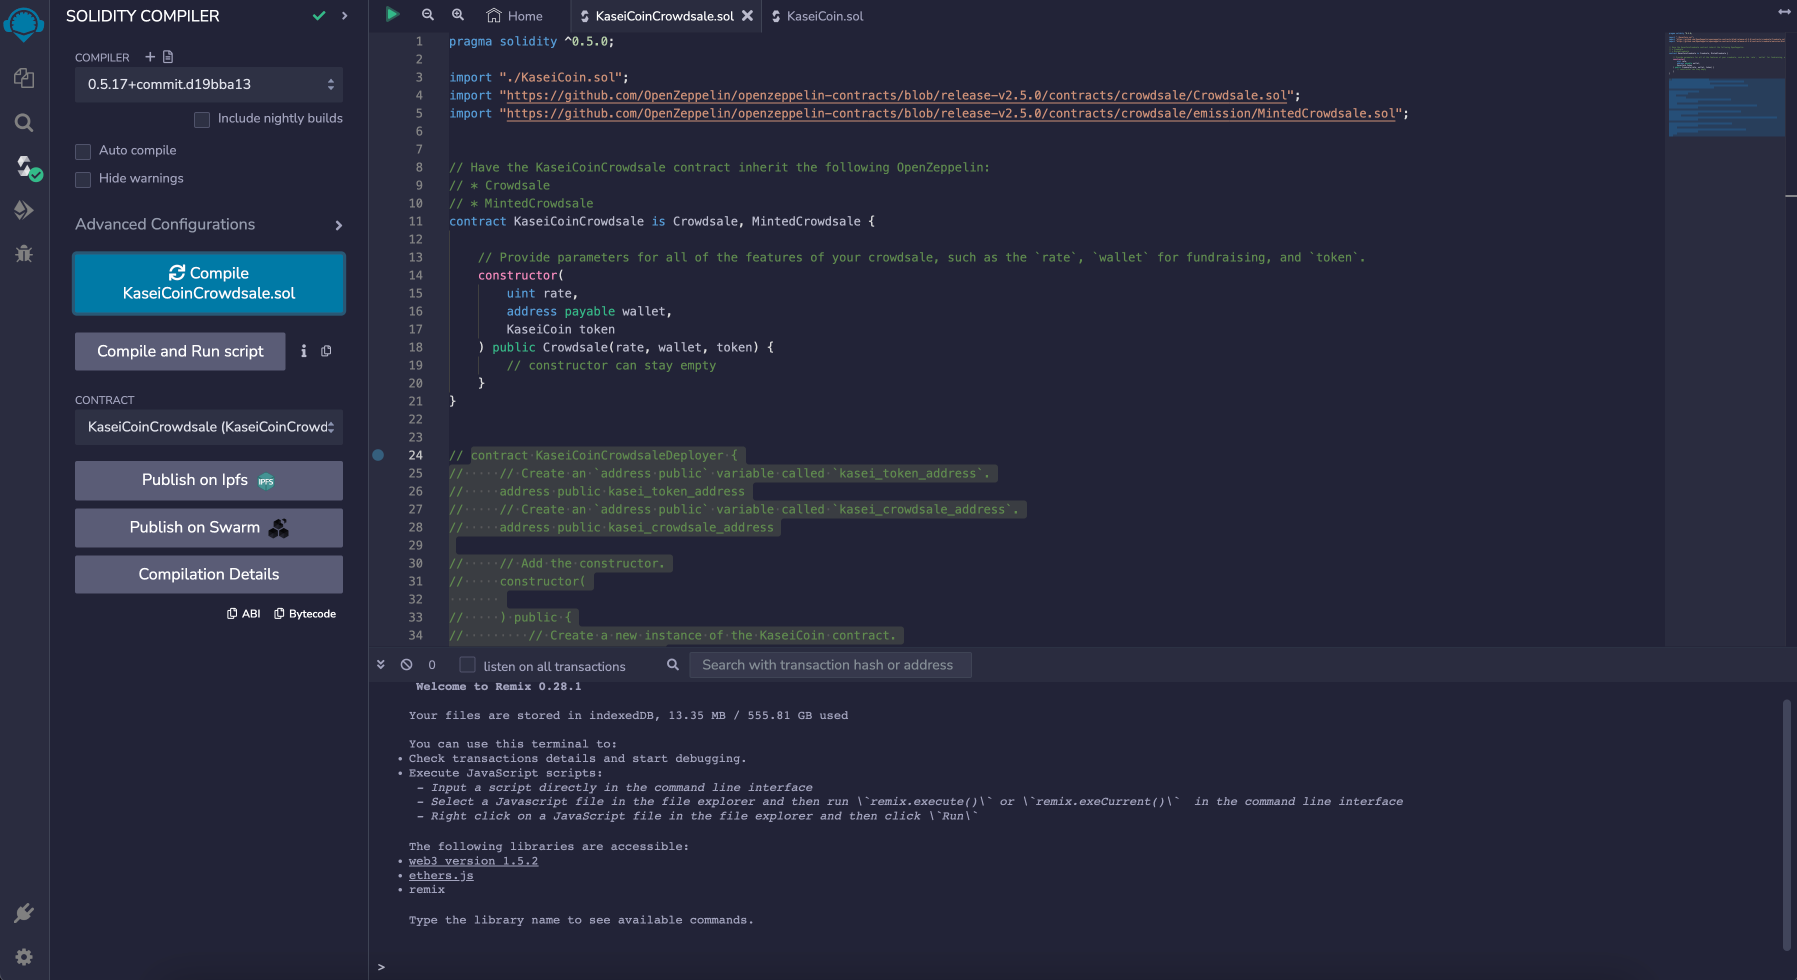 SOLIDITY COMPILER
COMPILER
0.5.17+commit.d19bba13
Include nightly builds
Auto compile
Hide warnings
Advanced Configurations
Compile
KaseiCoinCrowdsale.sol
Compile and Run script
CONTRACT
KaseiCoinCrowdsale (KaseiCoinCrowd
Publish on Ipfs
IPFS
Publish on Swarm
Compilation Details
ABI Bytecode
Home KaseiCoinCrowdsale.sol KaseiCoin.sol
1 pragma solidity ^0.5.0;
2
3 import "./KaseiCoin.sol";
4 import "https://github.com/OpenZeppelin/openzeppelin-contracts/blob/release-v2.5.0/contracts/crowdsale/Crowdsale.sol";
5 import "https://github.com/OpenZeppelin/openzeppelin-contracts/blob/release-v2.5.0/contracts/crowdsale/emission/MintedCrowdsale.sol";
6
7
8 // Have the KaseiCoinCrowdsale contract inherit the following OpenZeppelin:
9 // * Crowdsale
10 // * MintedCrowdsale
11 contract KaseiCoinCrowdsale is Crowdsale, MintedCrowdsale {
12
13 // Provide parameters for all of the features of your crowdsale, such as the `rate`, `wallet` for fundraising, and `token`.
14 constructor(
15 uint rate,
16 address payable wallet,
17 KaseiCoin token
18 ) public Crowdsale(rate, wallet, token) {
19 // constructor can stay empty
20 }
21 }
22
23
24 // contract KaseiCoinCrowdsaleDeployer {
25 // // Create an `address public` variable called `kasei_token_address`.
26 // address public kasei_token_address
27 // // Create an `address public` variable called `kasei_crowdsale_address`.
28 // address public kasei_crowdsale_address
29
30 // // Add the constructor.
31 // constructor(
32
33 // ) public {
34 // // Create a new instance of the KaseiCoin contract.
0 listen on all transactions Search with transaction hash or address
Welcome to Remix 0.28.1
Your files are stored in indexedDB, 13.35 MB / 555.81 GB used
You can use this terminal to:
• Check transactions details and start debugging.
• Execute JavaScript scripts:
- Input a script directly in the command line interface
- Select a Javascript file in the file explorer and then run \`remix.execute()\` or \`remix.exeCurrent()\` in the command line interface
- Right click on a JavaScript file in the file explorer and then click \`Run\`
The following libraries are accessible:
• web3 version 1.5.2
• ethers.js
• remix
Type the library name to see available commands.
>